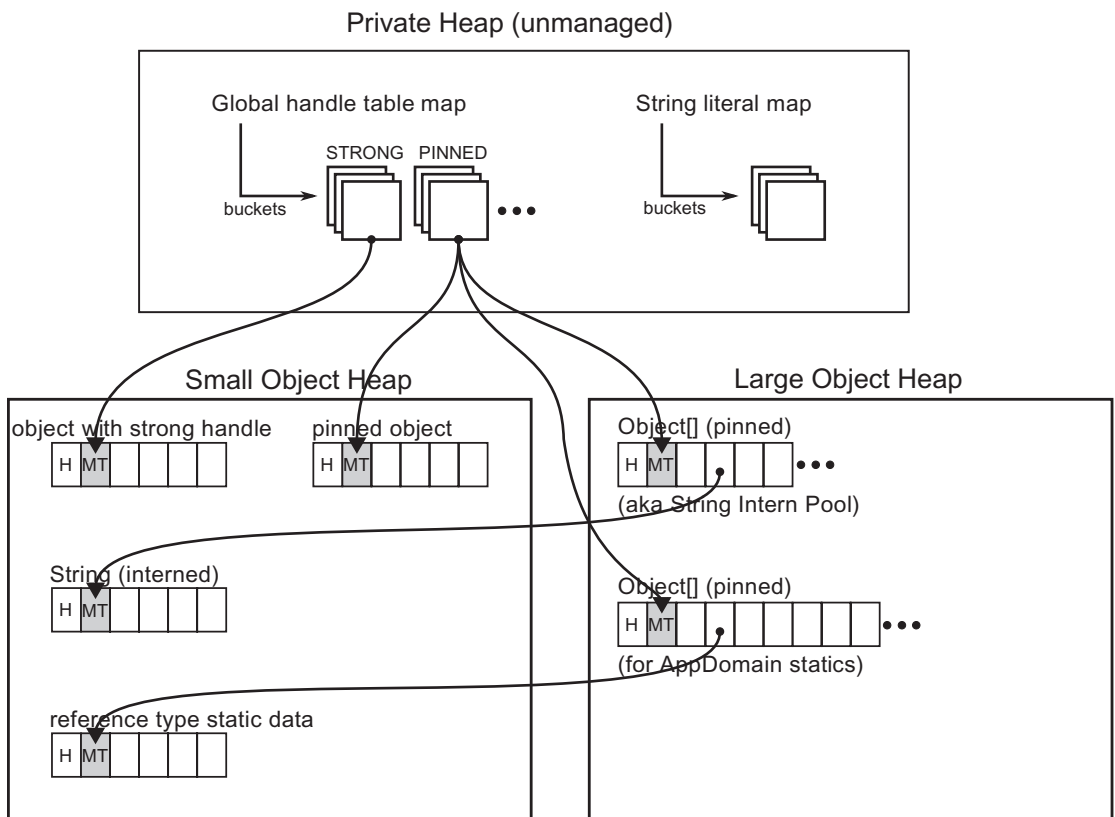 Private Heap (unmanaged)
Global handle table map
String literal map
STRONG PINNED
buckets
buckets
Small Object Heap
Large Object Heap
object with strong handle
pinned object
Object[] (pinned)
H MT
H MT
H MT
(aka String Intern Pool)
String (interned)
H MT
Object[] (pinned)
H MT
(for AppDomain statics)
reference type static data
H MT